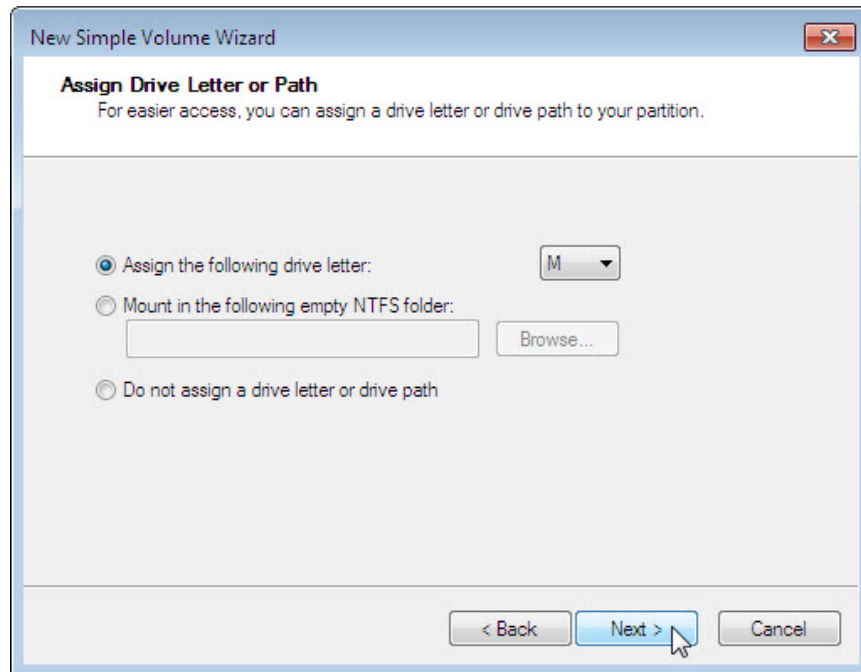 New Simple Volume Wizard
Assign Drive Letter or Path
For easier access, you can assign a drive letter or drive path to your partition.
Assign the following drive letter: M
Mount in the following empty NTFS folder:
Browse...
Do not assign a drive letter or drive path
< Back Next > Cancel